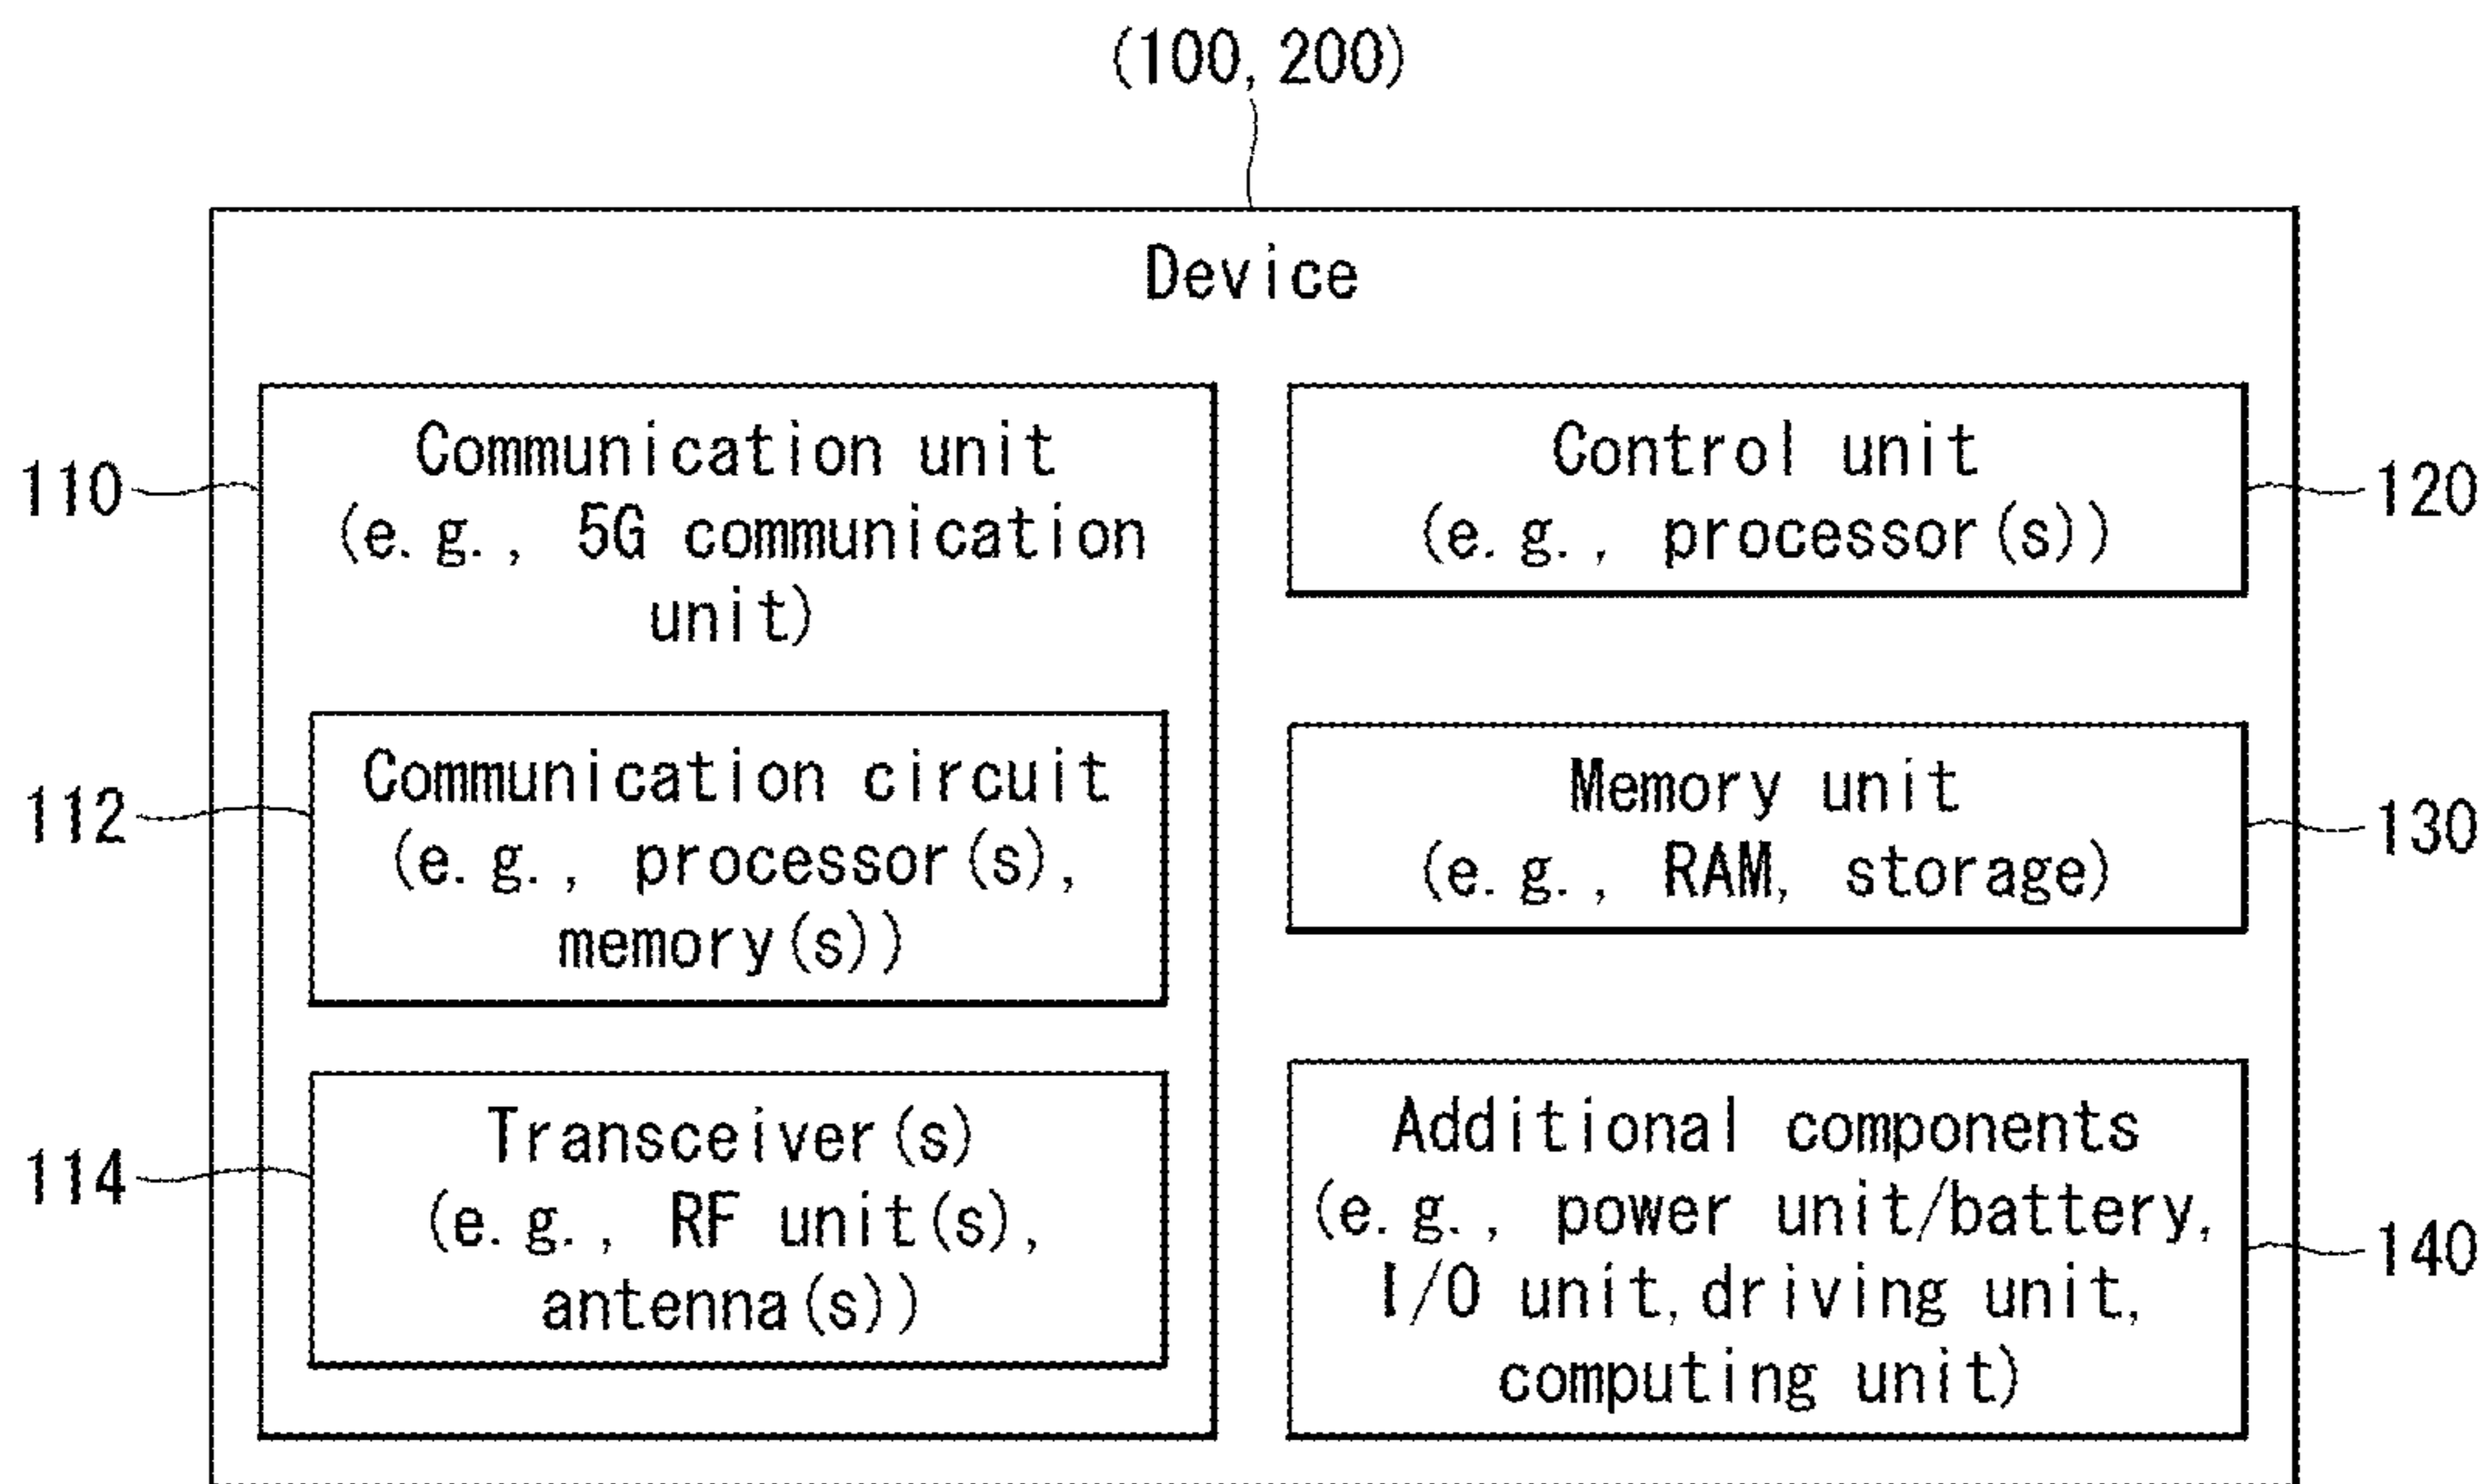 (100, 200)
Device
110
Communication unit
(e.g., 5G communication
unit)
112
Communication circuit
(e.g., processor(s),
memory(s))
114
Transceiver(s)
(e.g., RF unit(s),
antenna(s))
Control unit
(e.g., processor(s))
120
Memory unit
(e.g., RAM, storage)
130
Additional components
(e.g., power unit/battery,
I/O unit, driving unit,
computing unit)
140